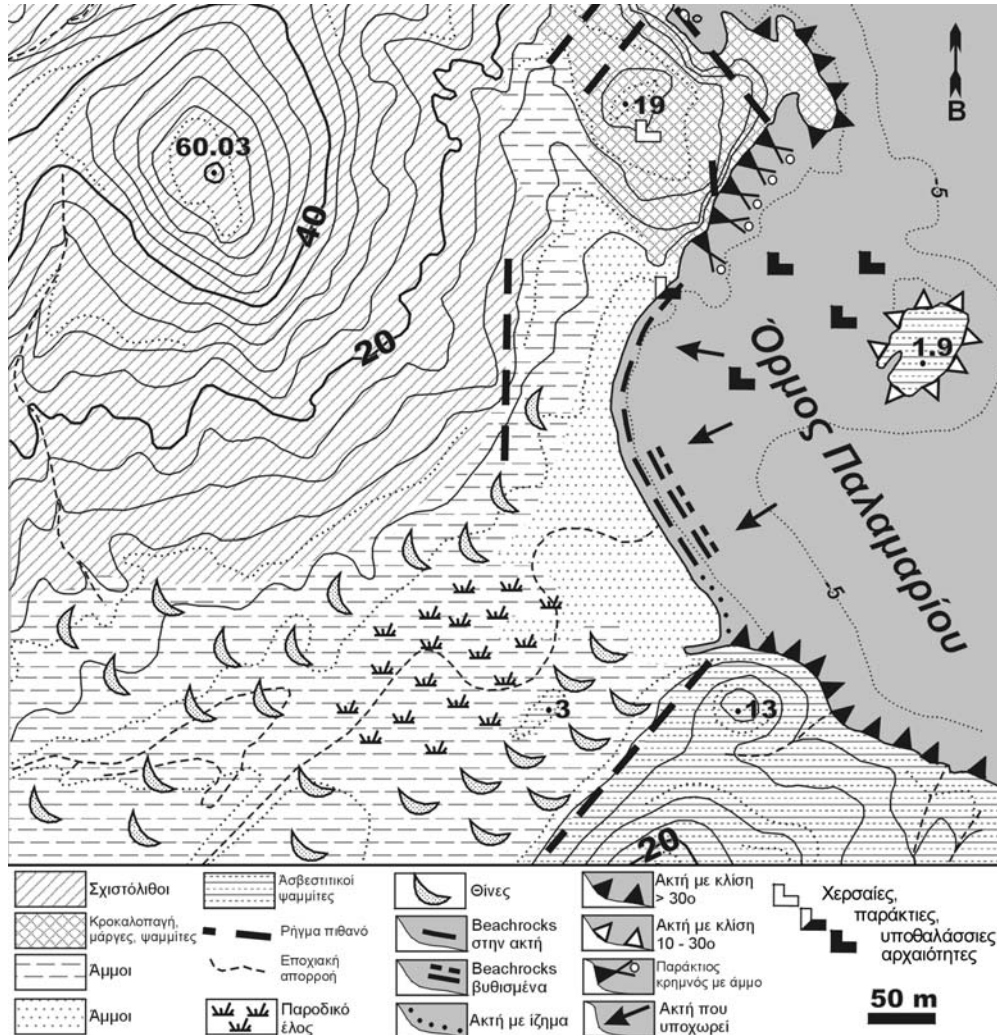 60.03
19
B
-5
40
1.9
20
Όρμος Παλαμαρίου
-5
3
13
20
Σχιστόλιθοι
Κροκαλοπαγή,
μάργες, ψαμμίτες
Άμμοι
Άμμοι
Ασβεστιτικοί
ψαμμίτες
Ρήγμα πιθανό
Εποχιακή
απορροή
Παροδικό
έλος
Θίνες
Beachrocks
στην ακτή
Beachrocks
βυθισμένα
Ακτή με ίζημα
Ακτή με κλίση
> 30ο
Ακτή με κλίση
10 - 30ο
Παράκτιος
κρημνός με άμμο
Ακτή που
υποχωρεί
Χερσαίες,
παράκτιες,
υποθαλάσσιες
αρχαιότητες
50 m